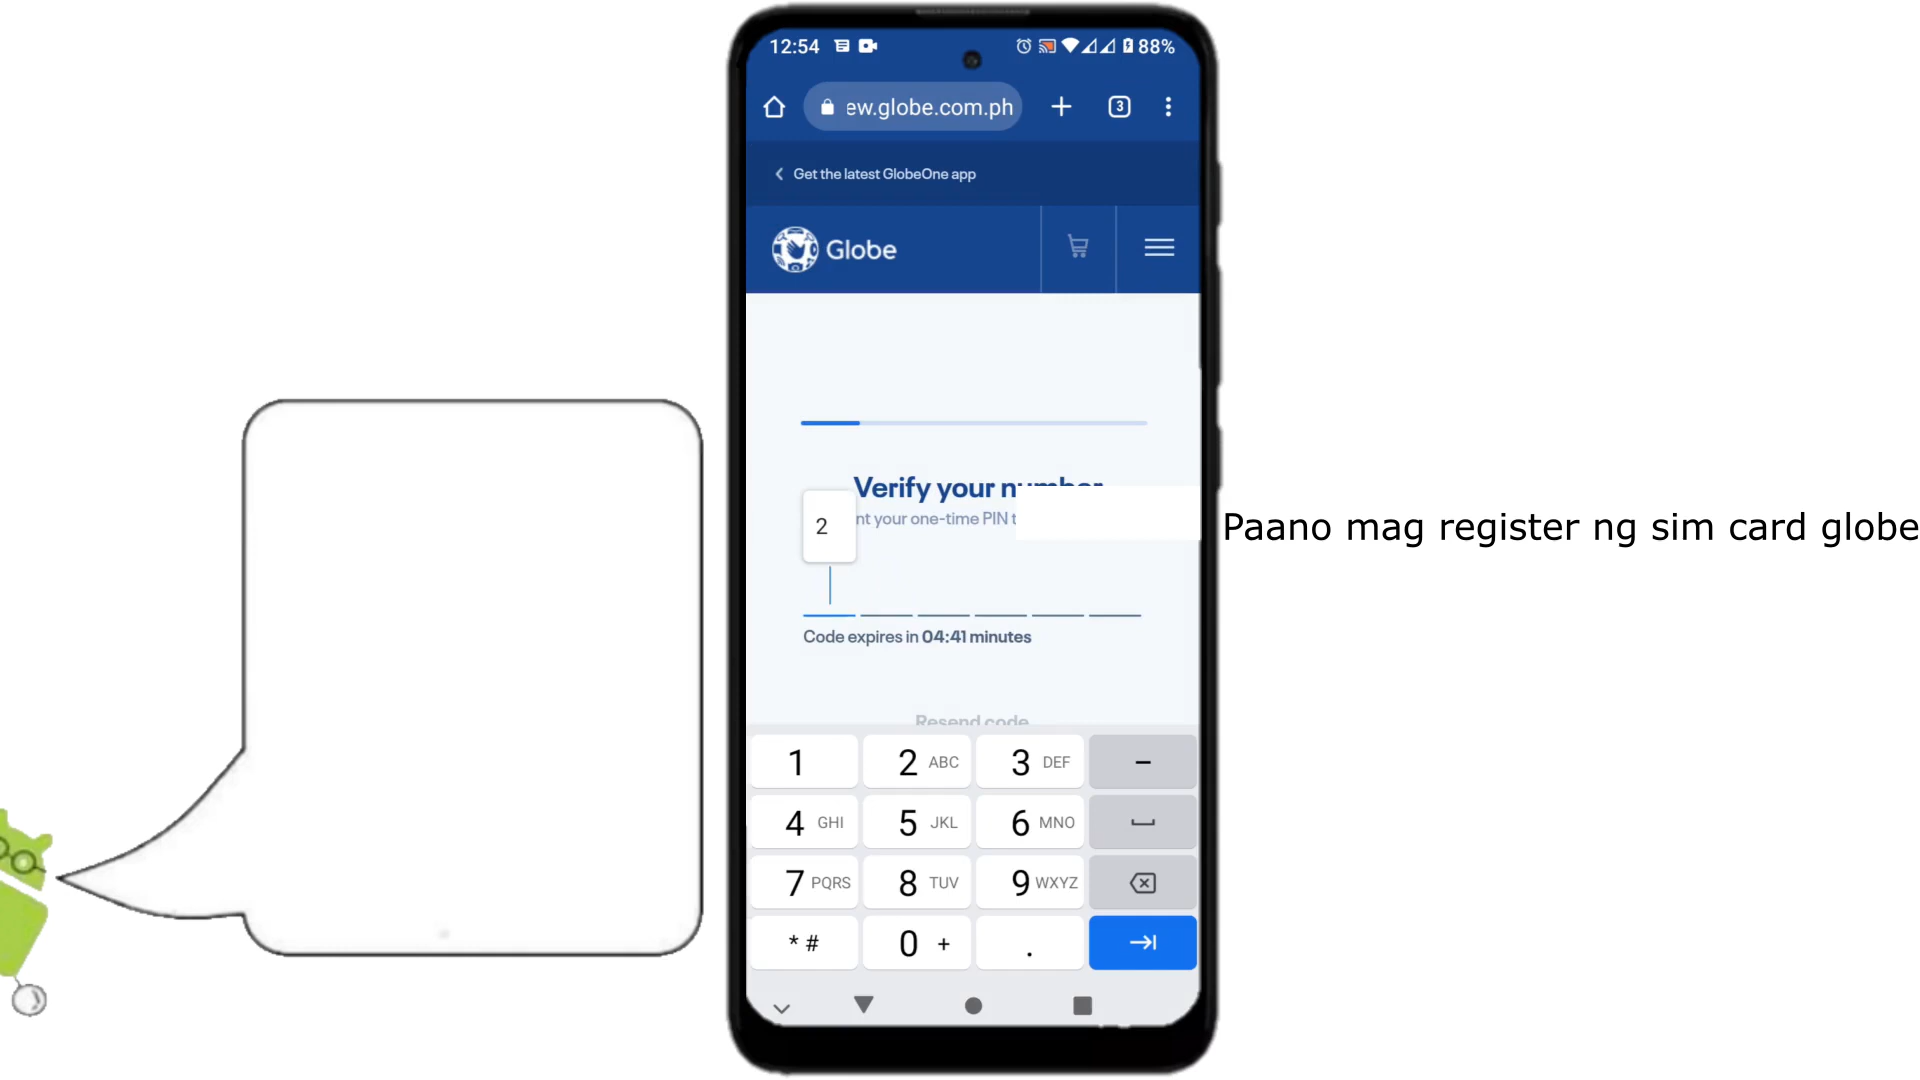 12:54
88%
ew.globe.com.ph
3
Get the latest GlobeOne app
Globe
Verify your number
2
nt your one-time PIN t
Paano mag register ng sim card globe
Code expires in 04:41 minutes
Resend code
1
2 ABC
3 DEF
-
4 GHI
5 JKL
6 MNO
7 PQRS
8 TUV
9 WXYZ
* #
0 +
.